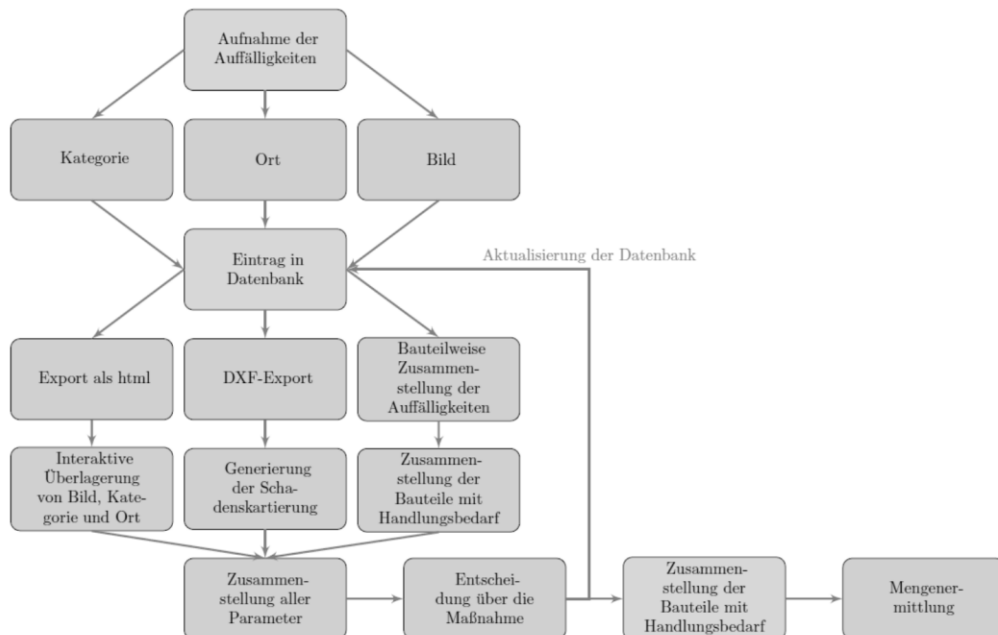 Aufnahme der
Auffälligkeiten
Kategorie
Ort
Bild
Eintrag in
Datenbank
Aktualisierung der Datenbank
Export als html
DXF-Export
Bauteilweise
Zusammen-
stellung der
Auffälligkeiten
Interaktive
Überlagerung
von Bild, Kate-
gorie und Ort
Generierung
der Scha-
denskartierung
Zusammen-
stellung der
Bauteile mit
Handlungsbedarf
Zusammen-
stellung aller
Parameter
Entschei-
dung über die
Maßnahme
Zusammen-
stellung der
Bauteile mit
Handlungsbedarf
Mengener-
mittlung